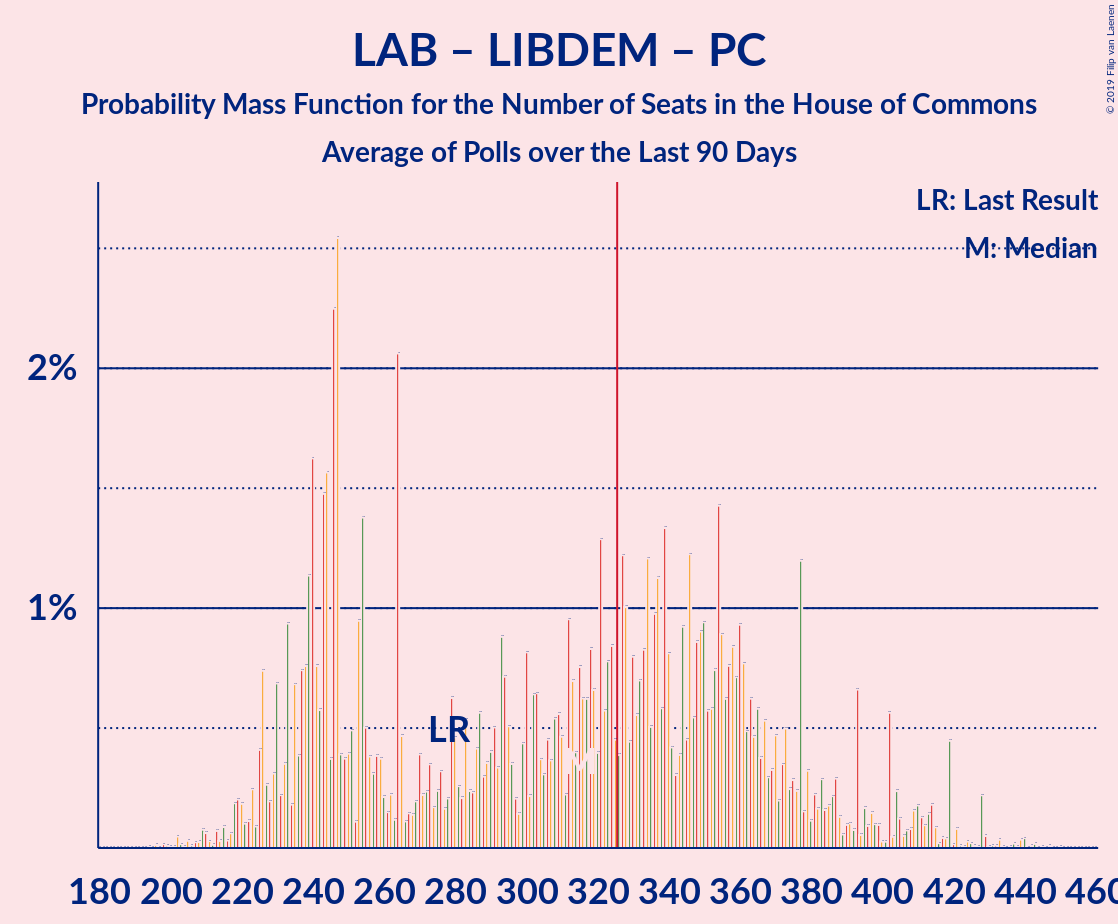 LAB – LIBDEM – PC
Probability Mass Function for the Number of Seats in the House of Commons
Average of Polls over the Last 90 Days
© 2019 Filip van Laenen
LR: Last Result
M: Median
2%
1%
LR
M
180 200 220 240 260 280 300 320 340 360 380 400 420 440 460